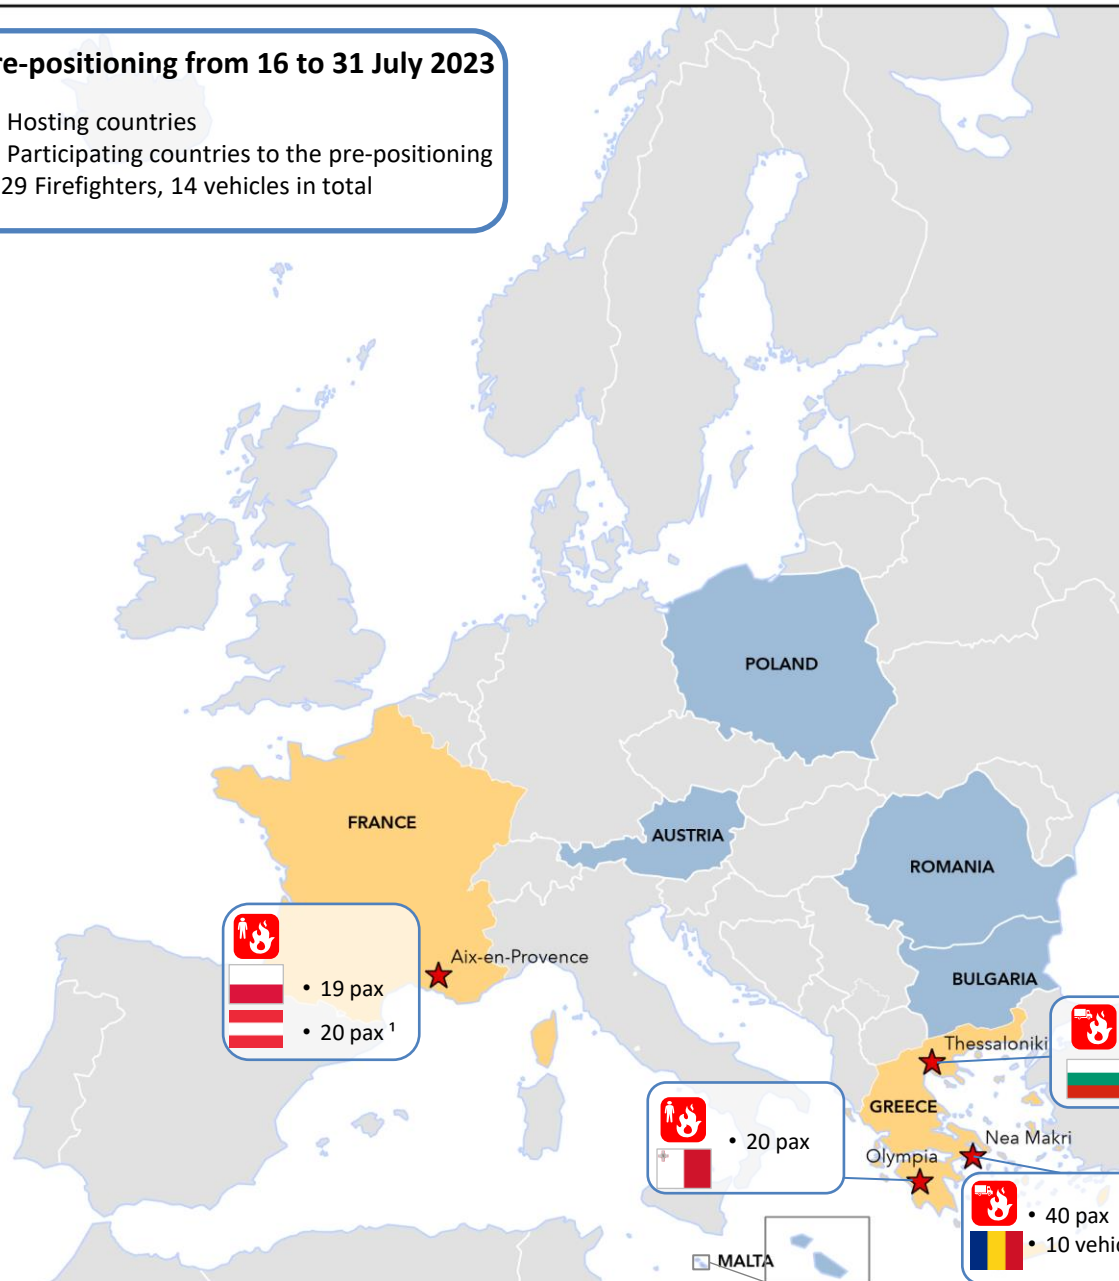 re-positioning from 16 to 31 July 2023
Hosting countries
Participating countries to the pre-positioning
29 Firefighters, 14 vehicles in total
POLAND
FRANCE
AUSTRIA
ROMANIA
BULGARIA
Aix-en-Provence
• 19 pax
• 20 pax ¹
Thessaloniki
GREECE
• 20 pax
Nea Makri
Olympia
• 40 pax
• 10 vehic
MALTA